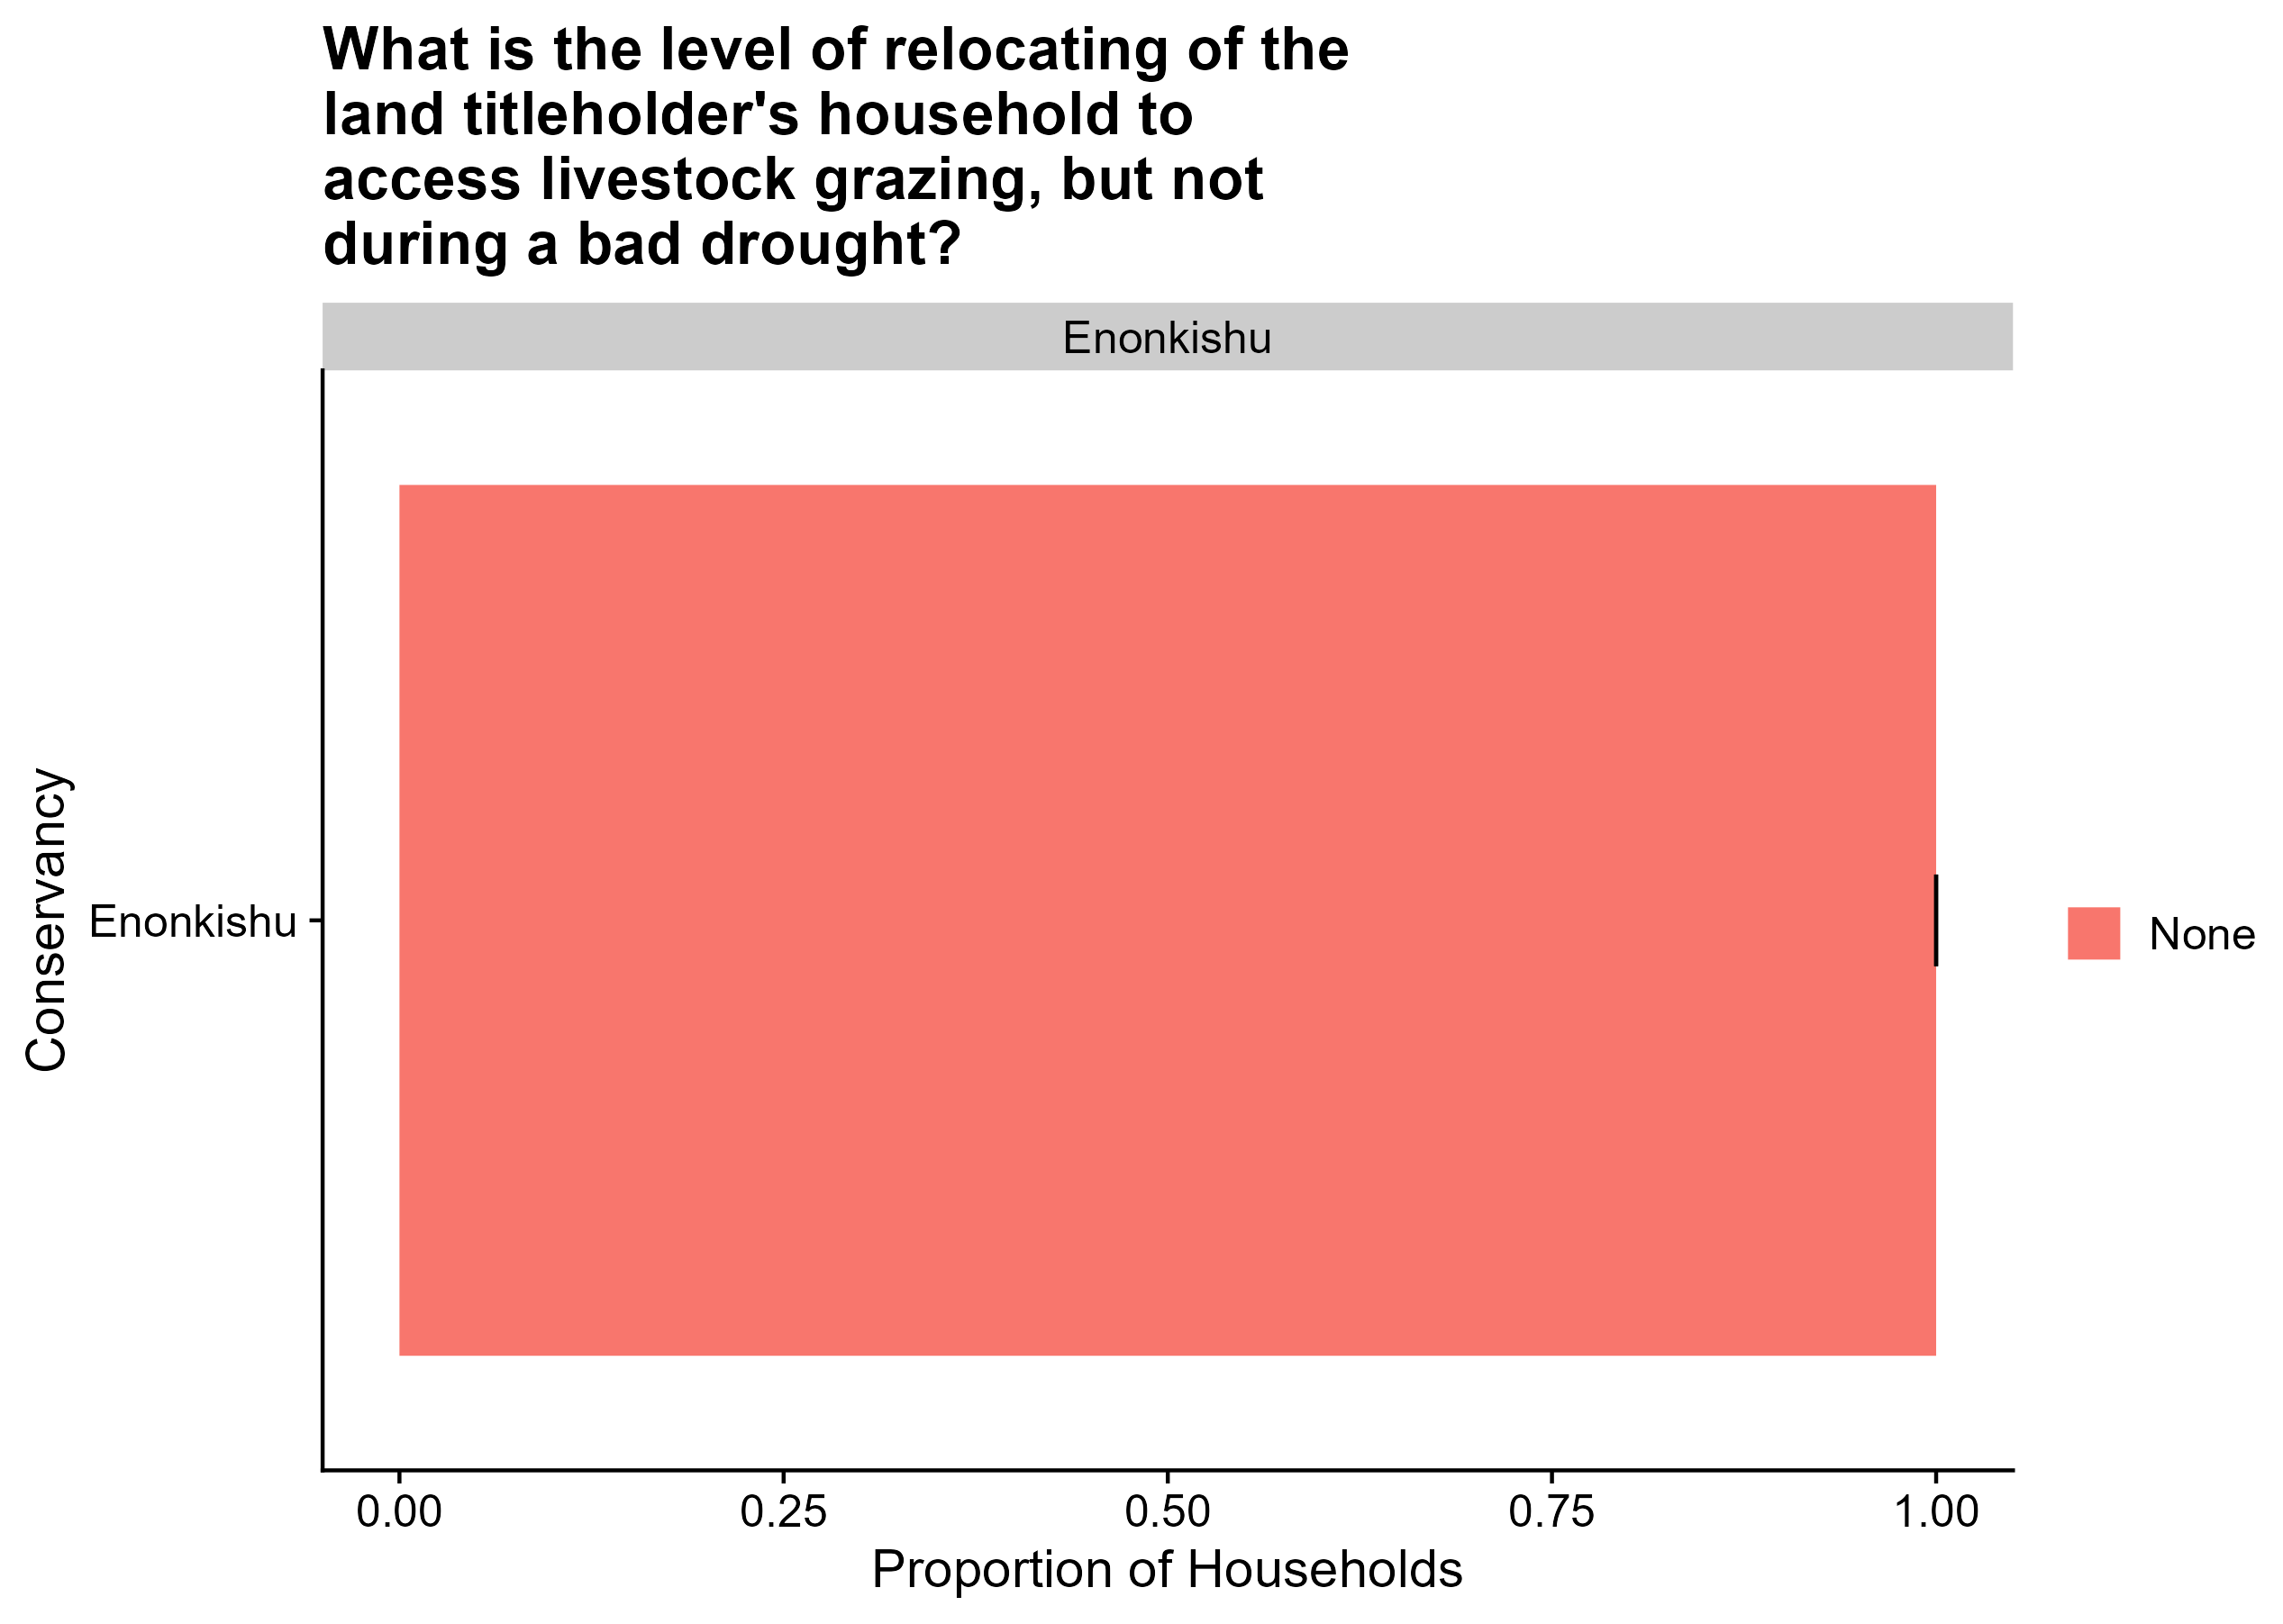 What is the level of relocating of the
land titleholder's household to
access livestock grazing, but not
during a bad drought?
Enonkishu
Conservancy
Enonkishu
None
0.00 0.25 0.50 0.75 1.00
Proportion of Households